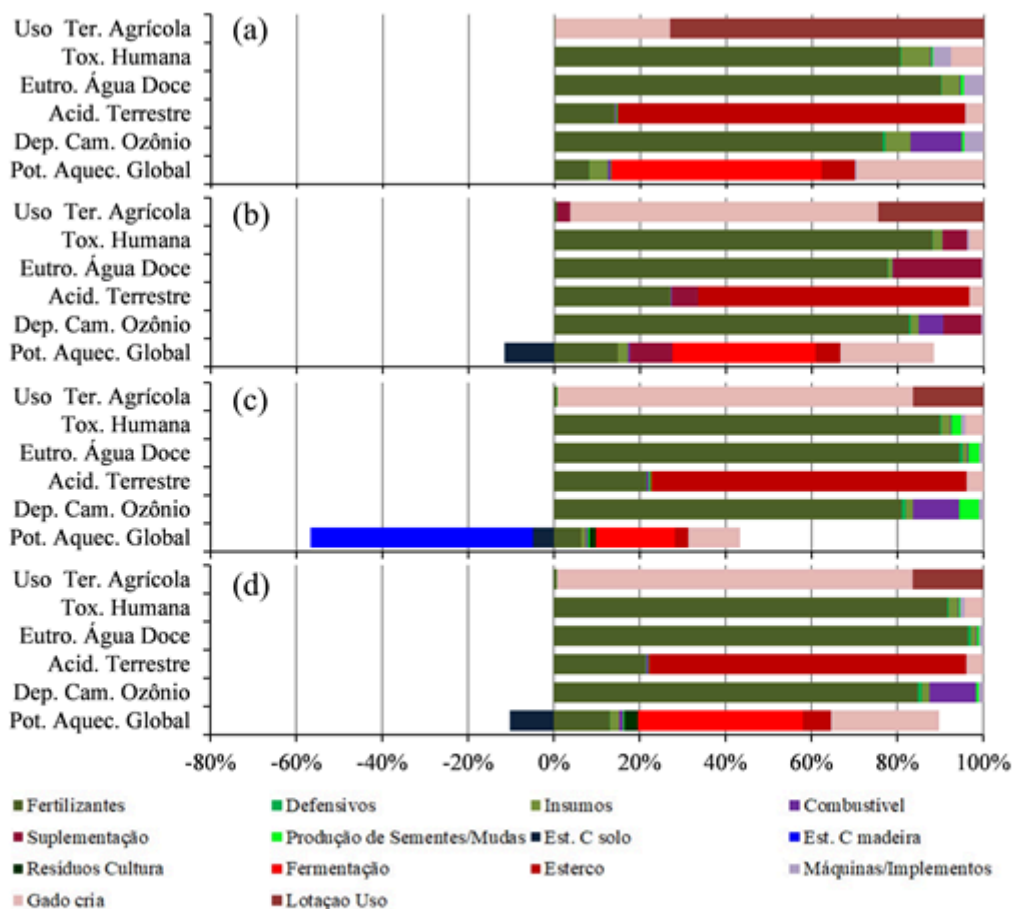 (a)
Uso Ter. Agrícola
Tox. Humana
Eutro. Água Doce
Acid. Terrestre
Dep. Cam. Ozônio
Pot. Aquec. Global
(b)
Uso Ter. Agrícola
Tox. Humana
Eutro. Água Doce
Acid. Terrestre
Dep. Cam. Ozônio
Pot. Aquec. Global
(c)
Uso Ter. Agrícola
Tox. Humana
Eutro. Água Doce
Acid. Terrestre
Dep. Cam. Ozônio
Pot. Aquec. Global
(d)
Uso Ter. Agrícola
Tox. Humana
Eutro. Água Doce
Acid. Terrestre
Dep. Cam. Ozônio
Pot. Aquec. Global
-80% -60% -40% -20% 0% 20% 40% 60% 80% 100%
Fertilizantes Defensivos Insumos Combustível
Suplementação Produção de Sementes/Mudas Est. C solo Est. C madeira
Resíduos Cultura Fermentação Esterco Máquinas/Implementos
Gado cria Lotaçao Uso